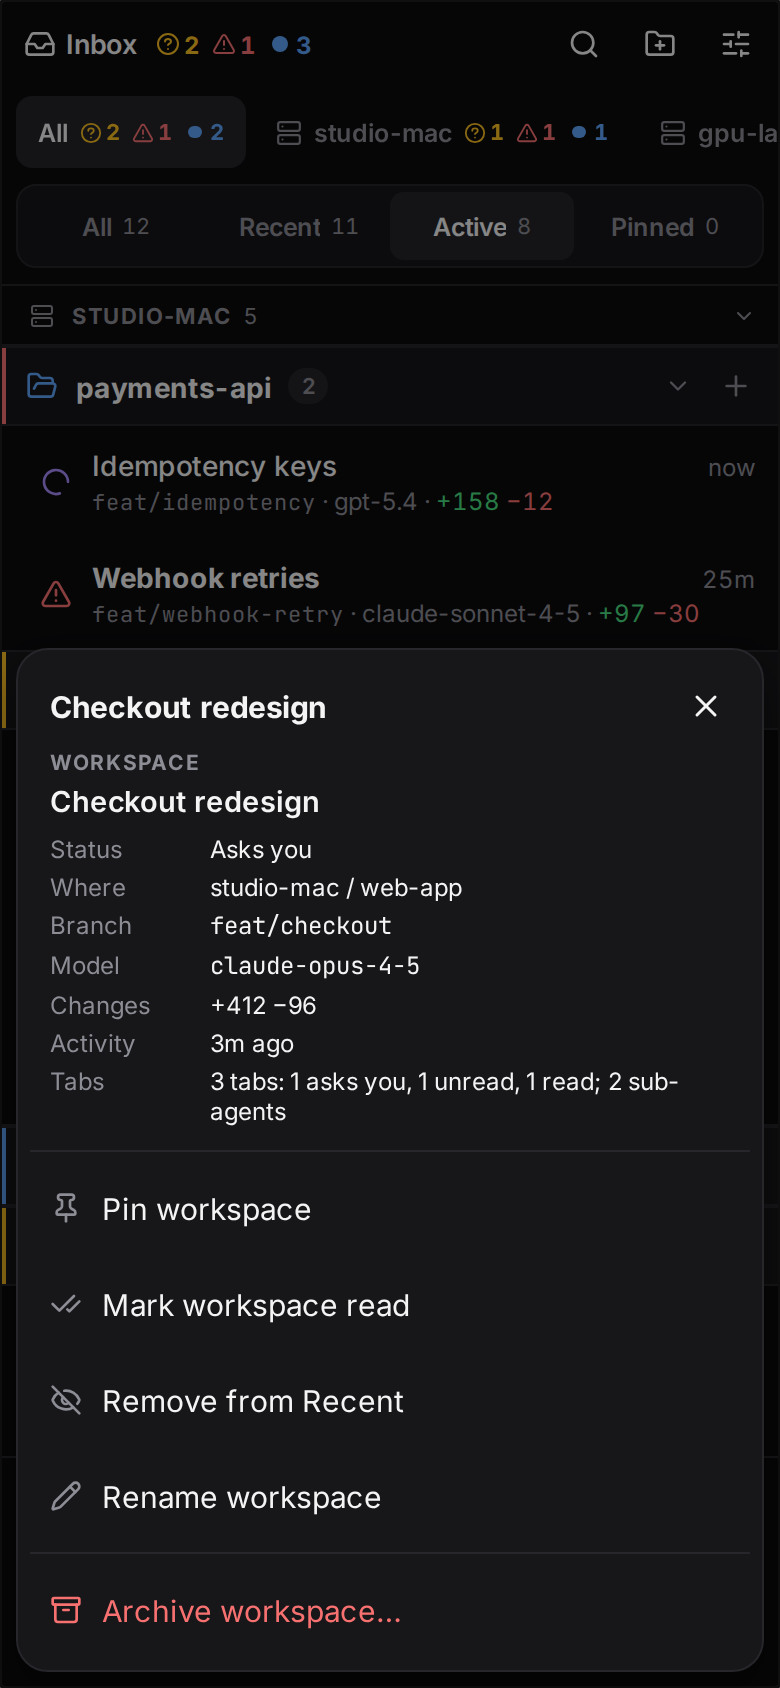 Inbox 2 1 3
All 2 1 2 studio-mac 1 1 1 gpu-la
All 12 Recent 11 Active 8 Pinned 0
STUDIO-MAC 5
payments-api 2
Idempotency keys now
feat/idempotency · gpt-5.4 · +158 −12
Webhook retries 25m
feat/webhook-retry · claude-sonnet-4-5 · +97 −30
Checkout redesign
WORKSPACE
Checkout redesign
Status Asks you
Where studio-mac / web-app
Branch feat/checkout
Model claude-opus-4-5
Changes +412 −96
Activity 3m ago
Tabs 3 tabs: 1 asks you, 1 unread, 1 read; 2 sub-
agents
Pin workspace
Mark workspace read
Remove from Recent
Rename workspace
Archive workspace...